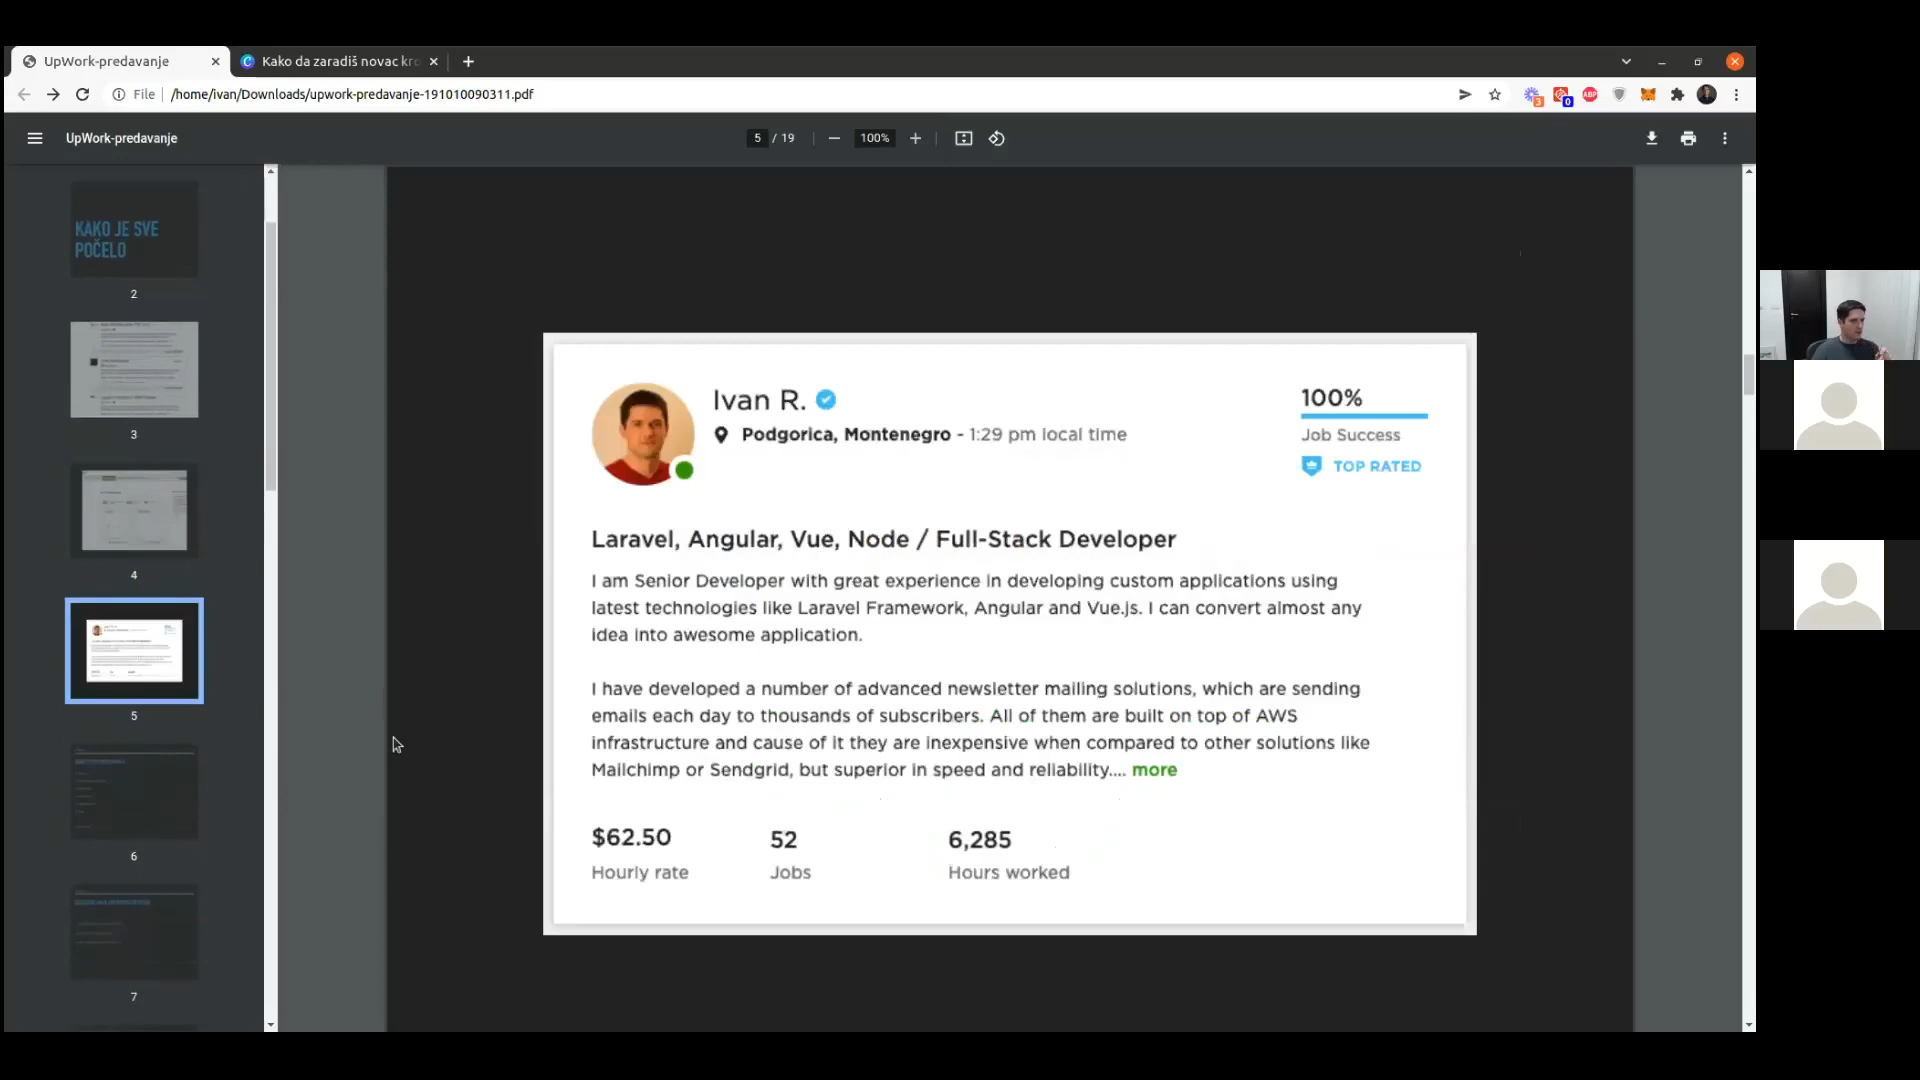 UpWork-predavanje
Kako da zaradiš novac kro
File
/home/ivan/Downloads/upwork-predavanje-191010090311.pdf
3
0
ABP
UpWork-predavanje
5 / 19
100%
KAKO JE SVE
POČELO
2
3
4
5
6
7
Ivan R.
Podgorica, Montenegro - 1:29 pm local time
100%
Job Success
TOP RATED
Laravel, Angular, Vue, Node / Full-Stack Developer
I am Senior Developer with great experience in developing custom applications using
latest technologies like Laravel Framework, Angular and Vue.js. I can convert almost any
idea into awesome application.
I have developed a number of advanced newsletter mailing solutions, which are sending
emails each day to thousands of subscribers. All of them are built on top of AWS
infrastructure and cause of it they are inexpensive when compared to other solutions like
Mailchimp or Sendgrid, but superior in speed and reliability.... more
$62.50
52
6,285
Hourly rate
Jobs
Hours worked